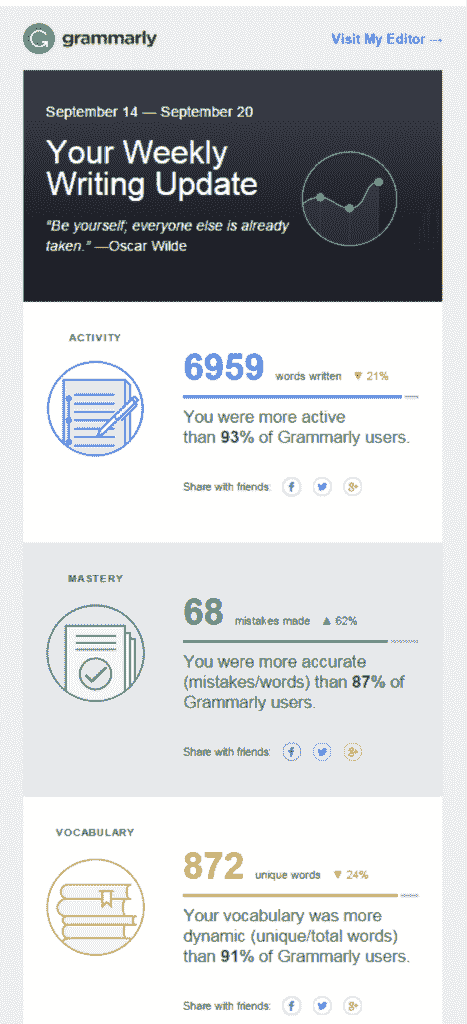 grammarly
Visit My Editor →
September 14 — September 20
Your Weekly
Writing Update
"Be yourself; everyone else is already
taken." —Oscar Wilde
ACTIVITY
6959 words written ▼ 21%
You were more active
than 93% of Grammarly users.
Share with friends:
MASTERY
68 mistakes made ▲ 62%
You were more accurate
(mistakes/words) than 87% of
Grammarly users.
Share with friends:
VOCABULARY
872 unique words ▼ 24%
Your vocabulary was more
dynamic (unique/total words)
than 91% of Grammarly users.
Share with friends: